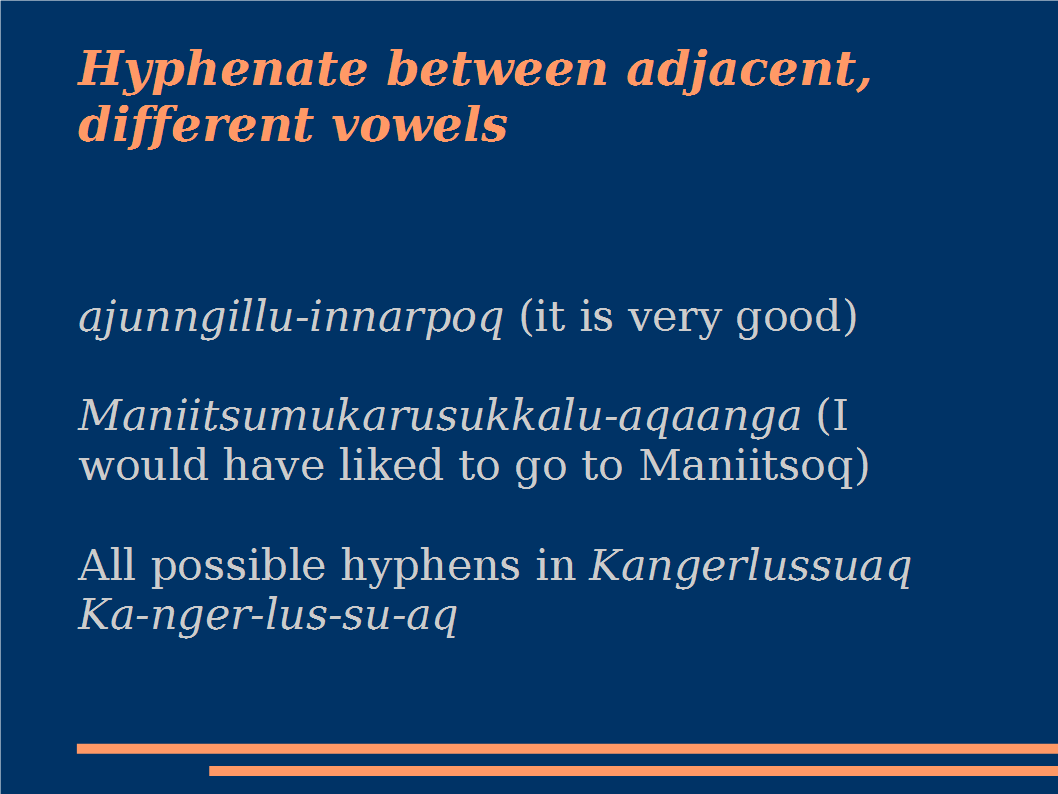 Hyphenate between adjacent,
different vowels
ajunngillu-innarpoq (it is very good)
Maniitsumukarusukkalu-aqaanga (I
would have liked to go to Maniitsoq)
All possible hyphens in Kangerlussuaq
Ka-nger-lus-su-aq